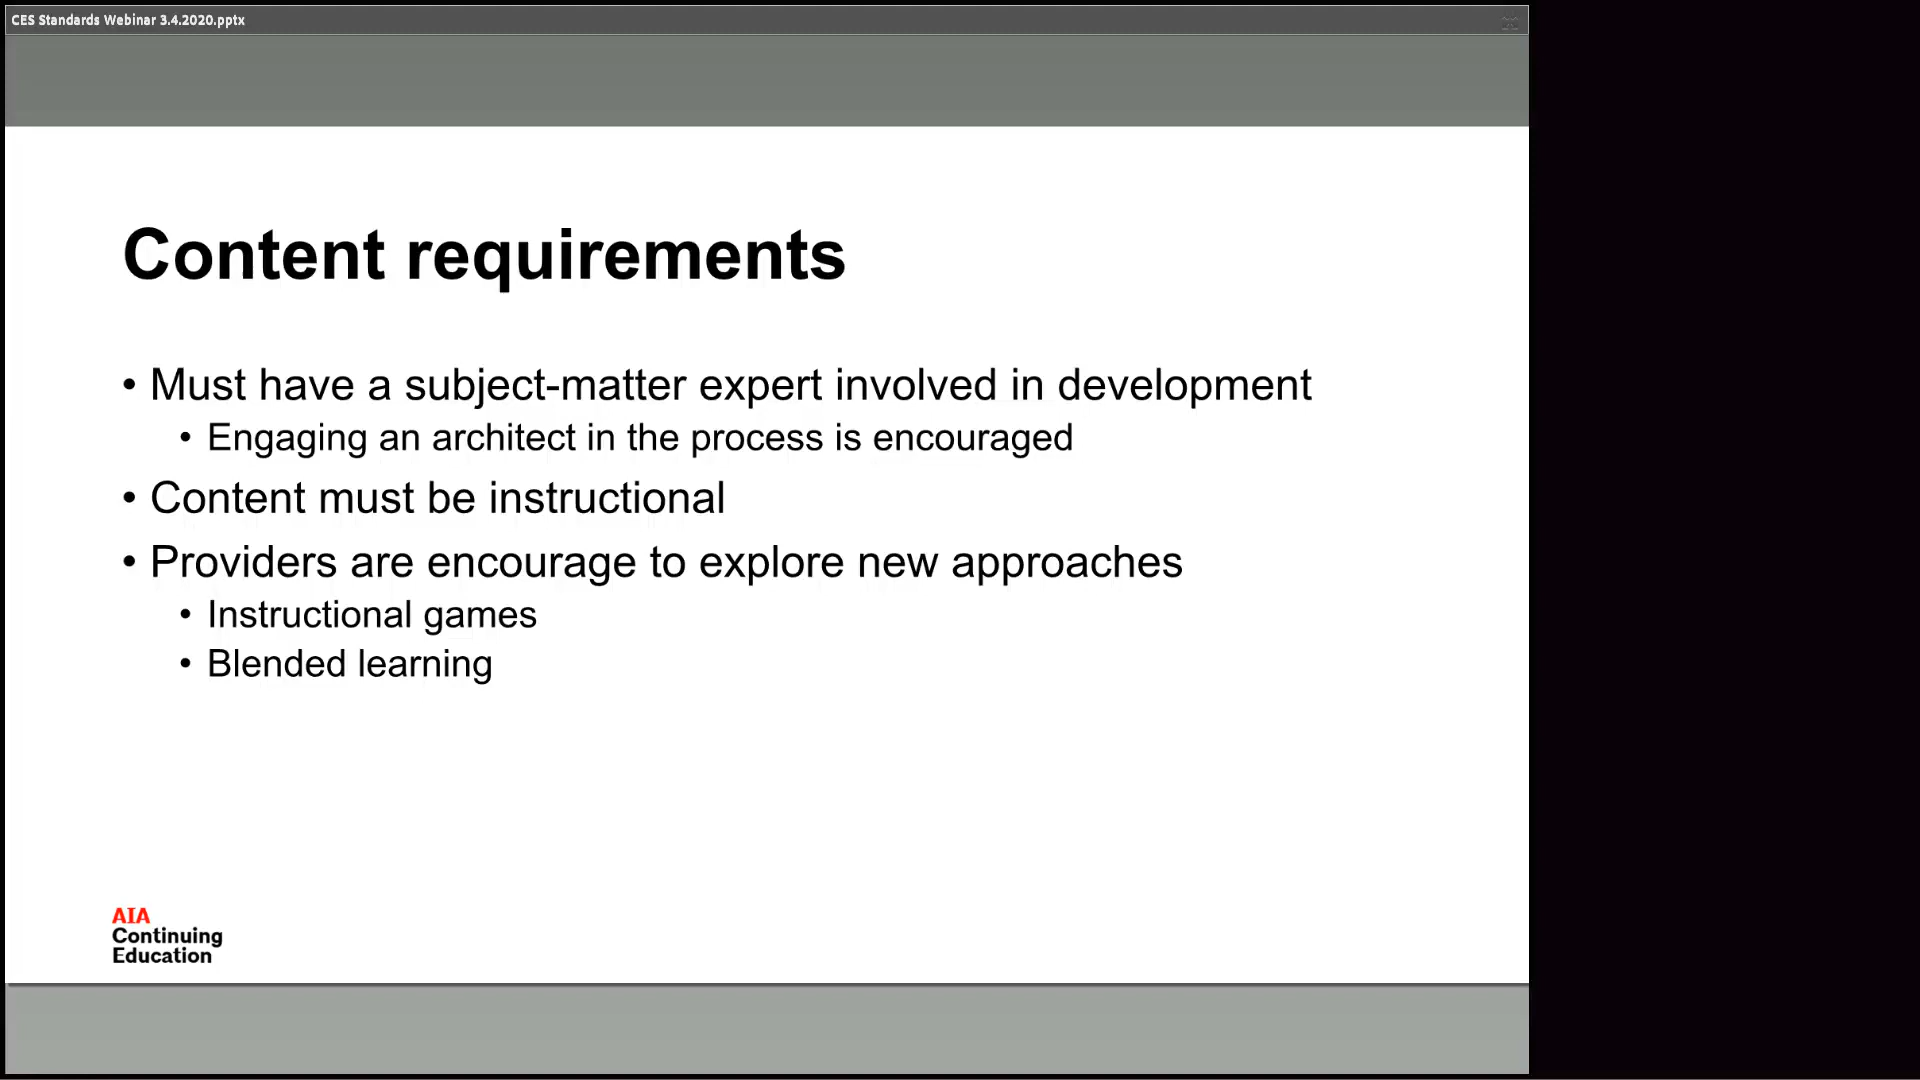 CES Standards Webinar 3.4.2020.pptx
Content requirements
• Must have a subject-matter expert involved in development
• Engaging an architect in the process is encouraged
• Content must be instructional
• Providers are encourage to explore new approaches
• Instructional games
• Blended learning
AIA
Continuing
Education